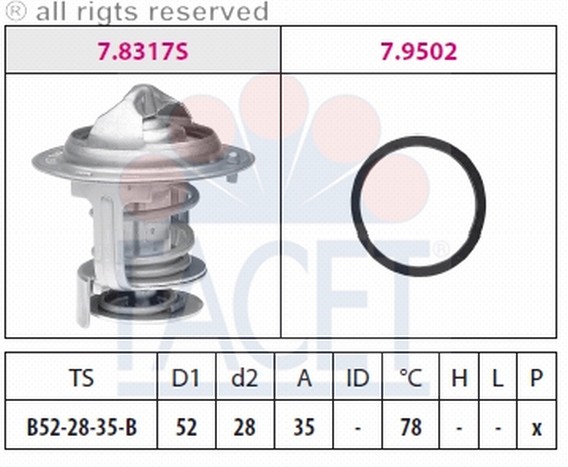 ® all rigts reserved
7.8317S 7.9502
FACET®
TS D1 d2 A ID °C H L P
B52-28-35-B 52 28 35 - 78 - - x